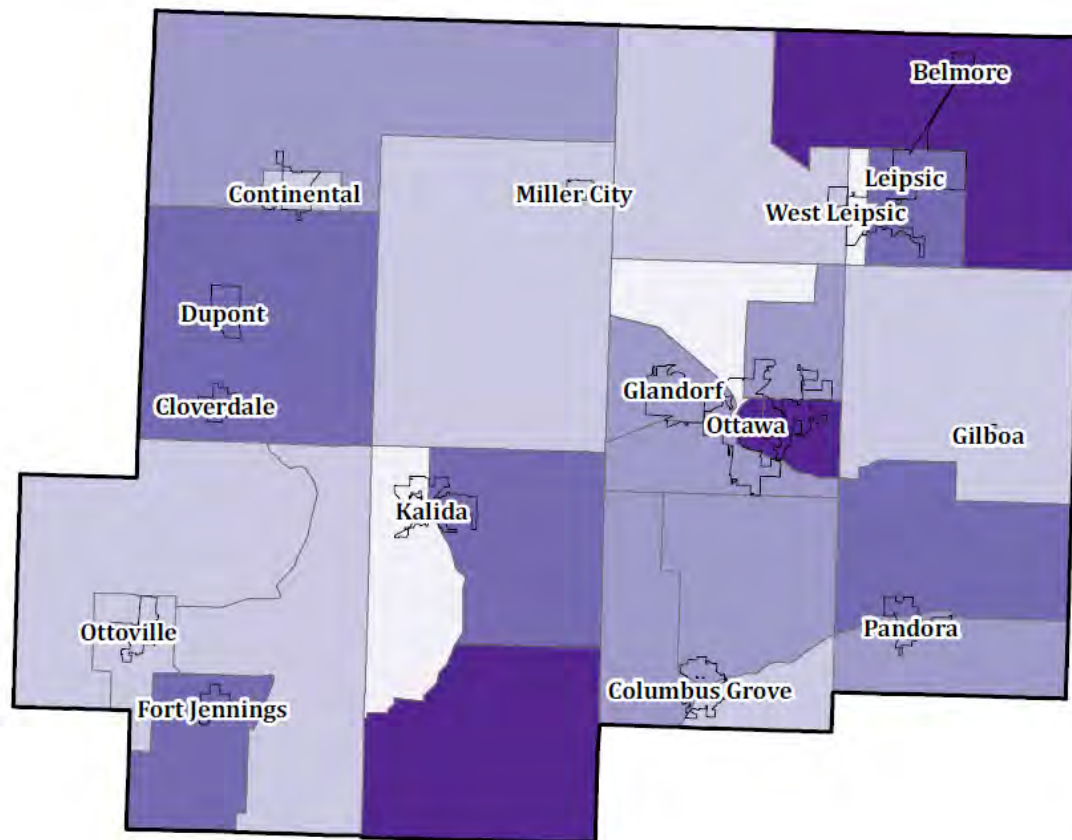 Belmore
Leipsic
Continental
Miller City
West Leipsic
Dupont
Glandorf
Cloverdale
Ottawa
Gilboa
Kalida
Ottoville
Pandora
Columbus Grove
Fort Jennings